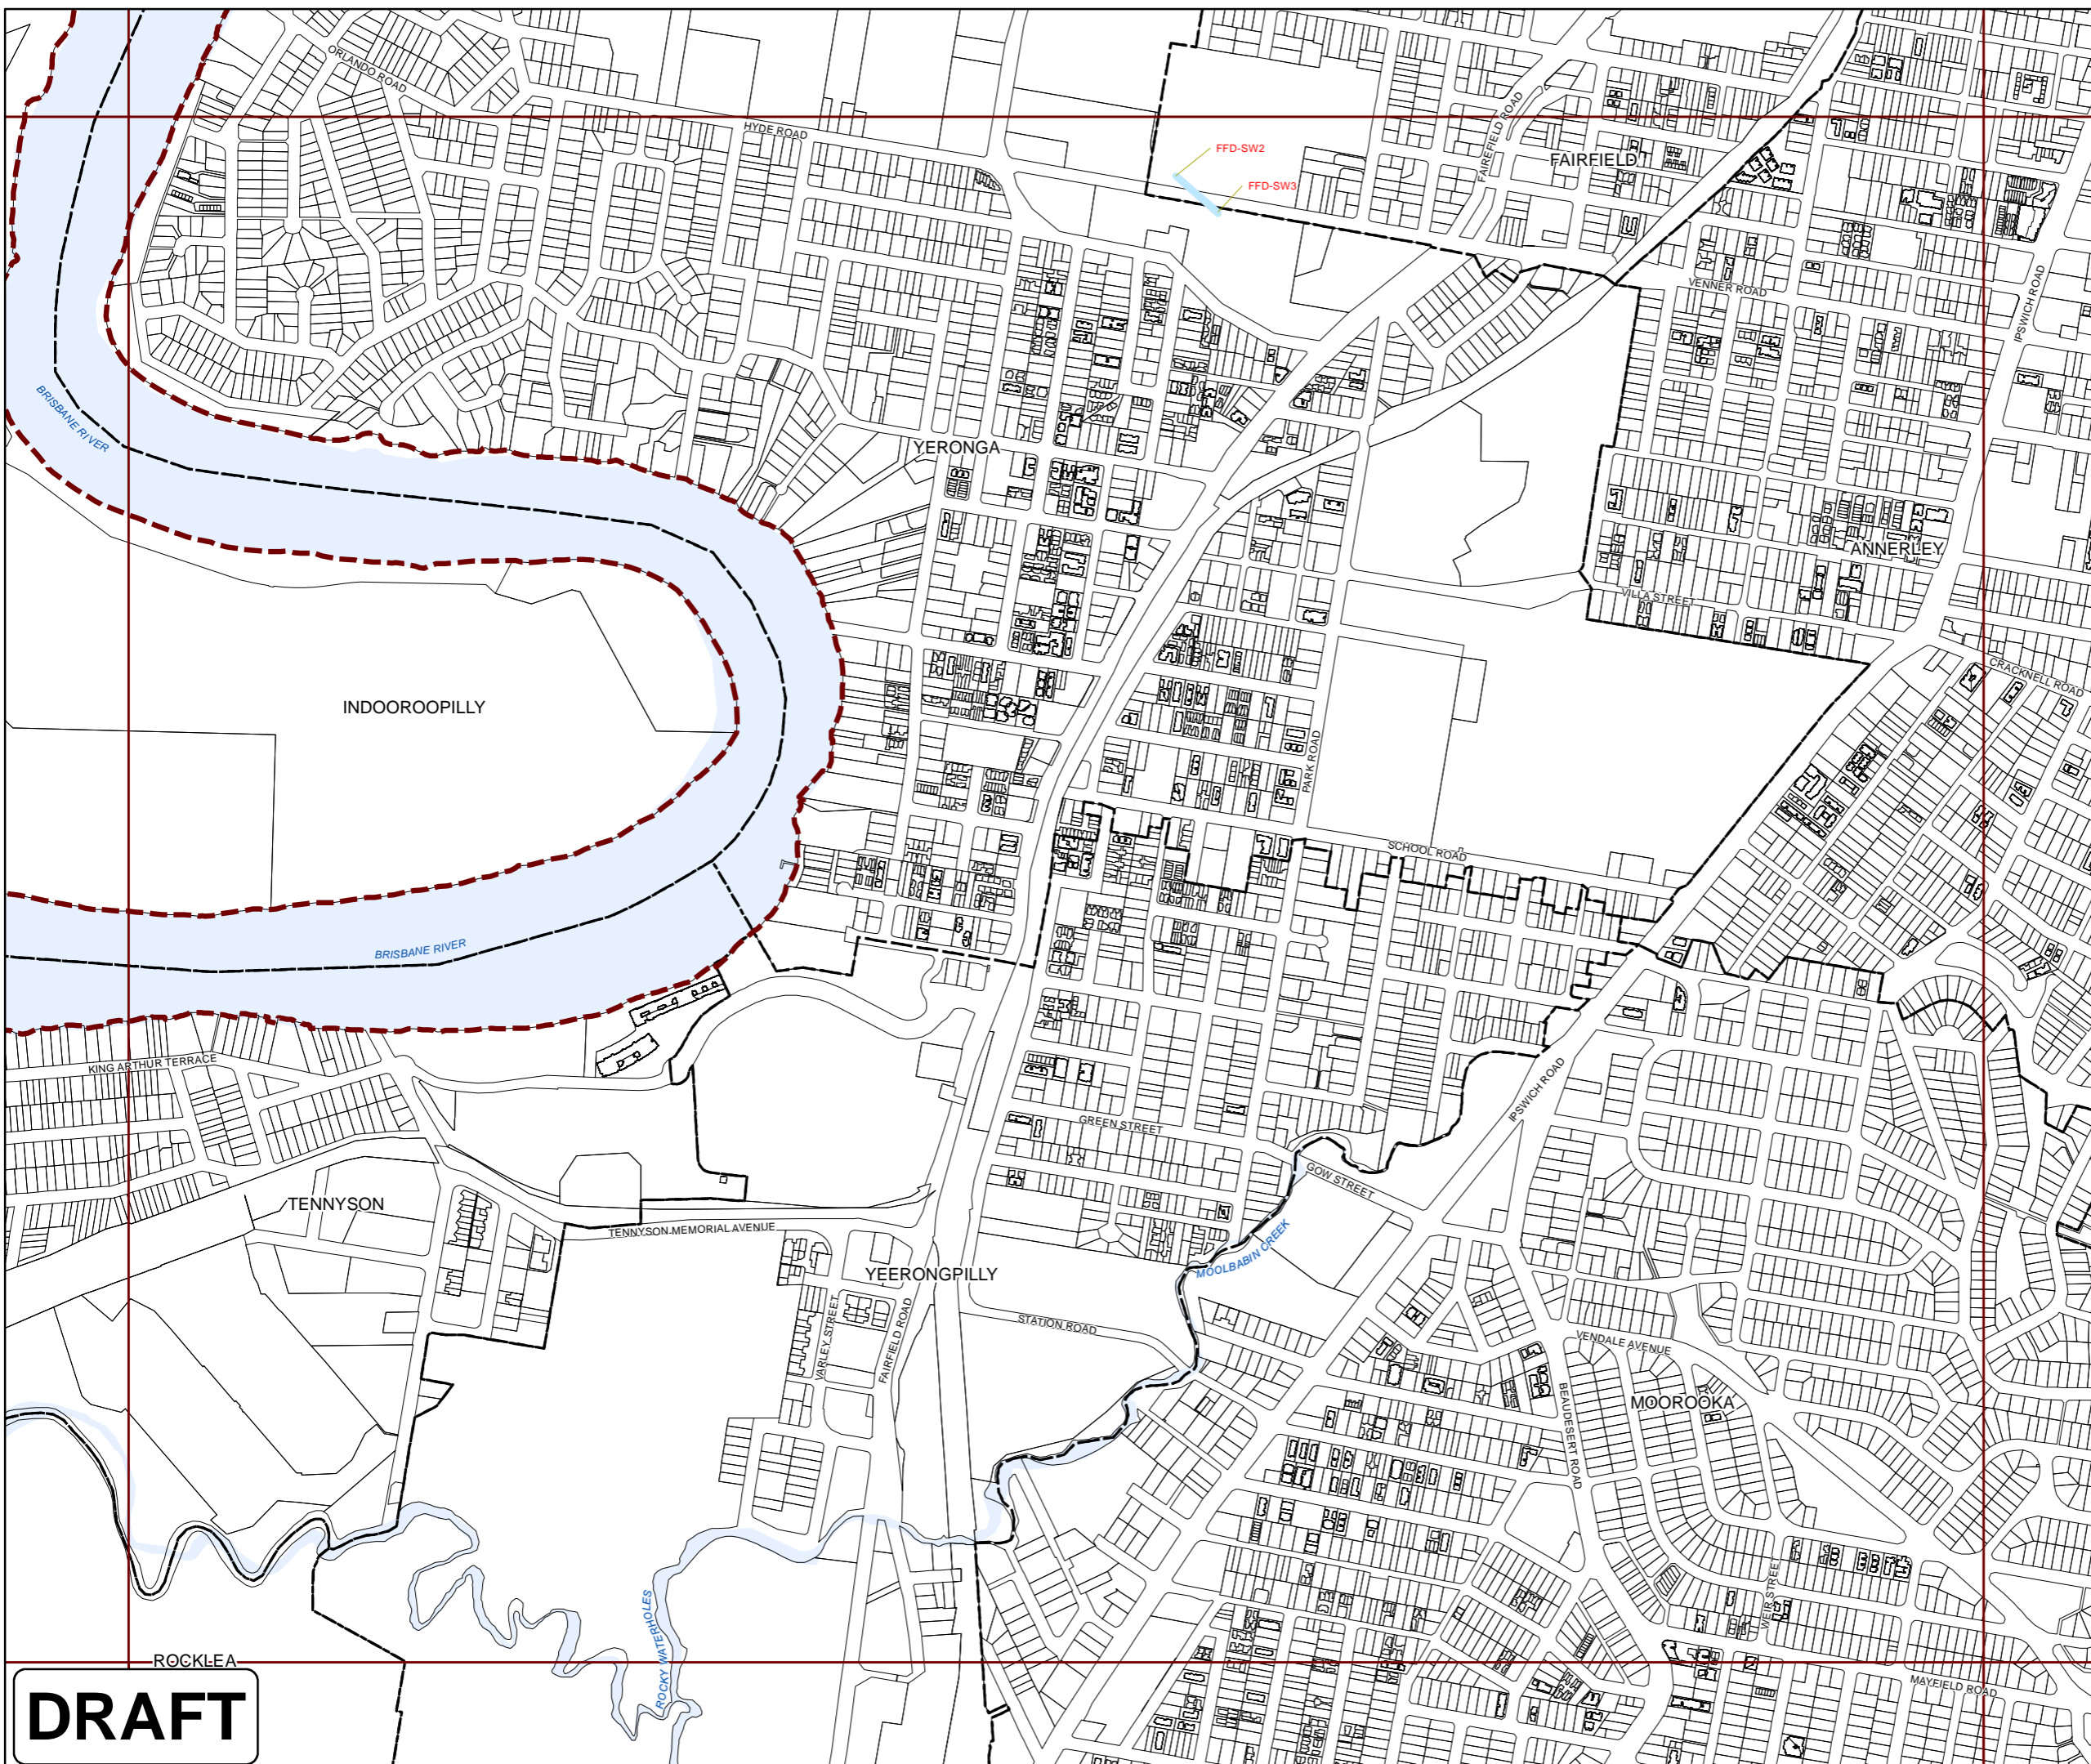 ORLANDO ROAD
HYDE ROAD
FAIREFIELD ROAD
FFD-SW2
FAIRFIELD
FFD-SW3
VENNER ROAD
IPSWICH ROAD
BRISBANE RIVER
YERONGA
ANNERLEY
VILLA STREET
CRACKNELL ROAD
INDOOROOPILLY
PARK ROAD
SCHOOL ROAD
BRISBANE RIVER
KING ARTHUR TERRACE
IPSWICH ROAD
GREEN STREET
GOW STREET
TENNYSON
TENNYSON MEMORIAL AVENUE
MOOLBABIN CREEK
YEERONGPILLY
STATION ROAD
VARLEY STREET
FAIRFIELD ROAD
VENDALE AVENUE
BEAUDESERT ROAD
MOOROOKA
WEIR STREET
ROCKY WATERHOLES
ROCKLEA
MAYFIELD ROAD
DRAFT